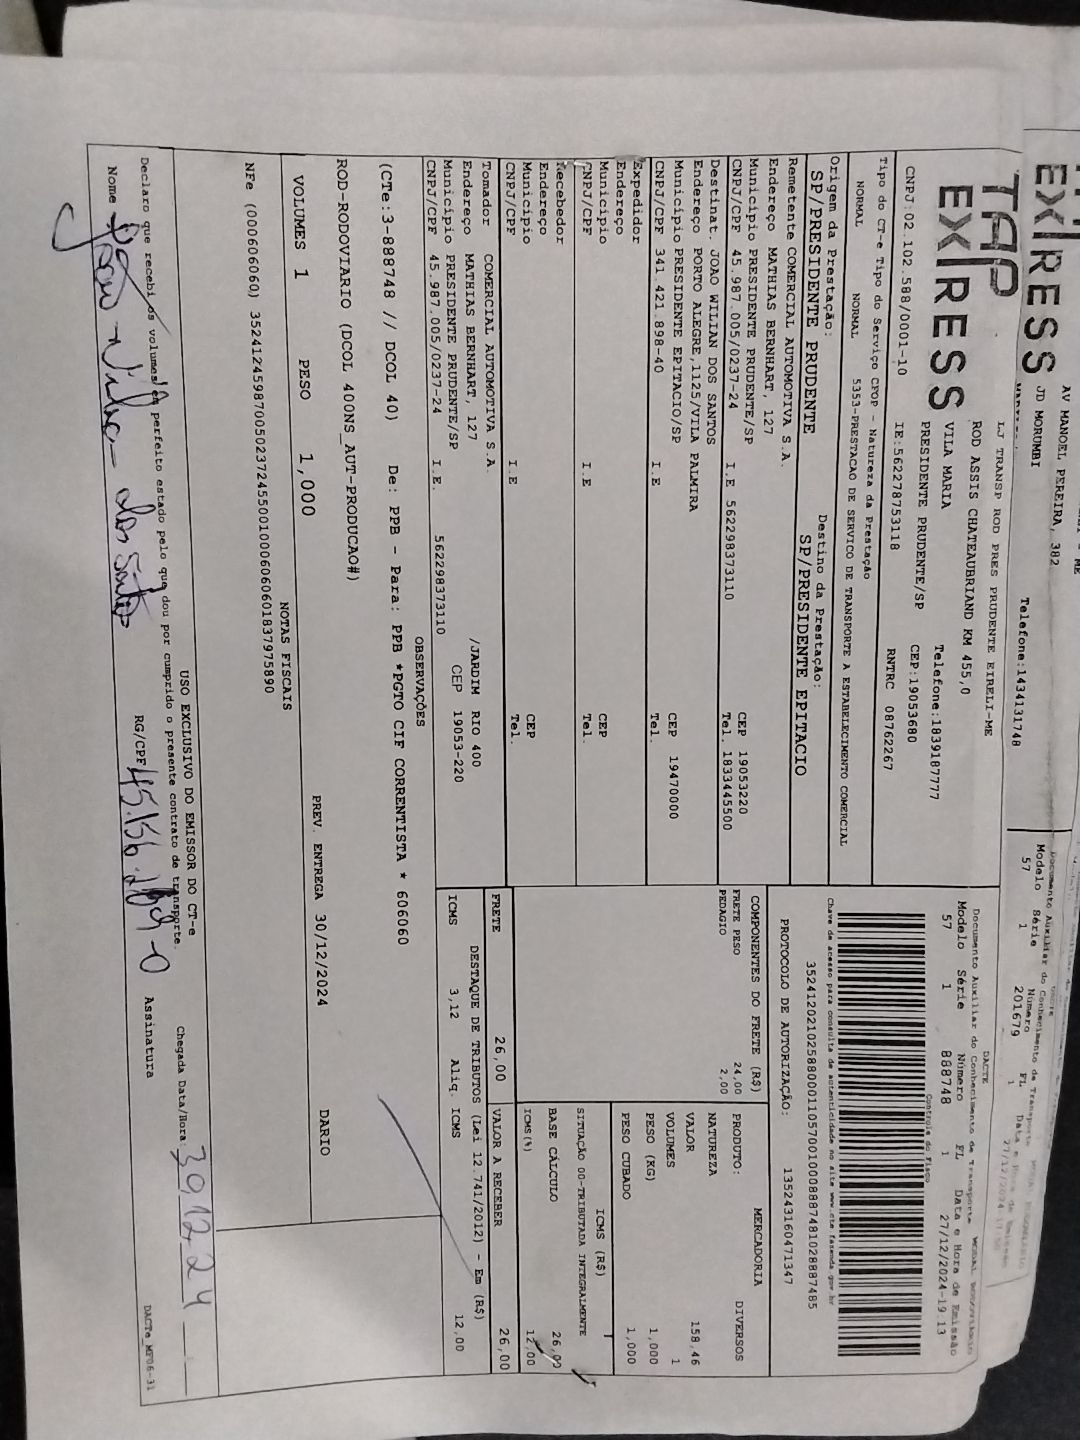 EXPRESS
AV MANOEL PEREIRA, 382
JD MORUMBI
Telefone:1434131748
Modelo Série Número FL
57 1 201679 1
TAP
EXPRESS
LJ TRANSP ROD PRES PRUDENTE EIRELI-ME
ROD ASSIS CHATEAUBRIAND KM 455,0
VILA MARIA Telefone:1839187777
PRESIDENTE PRUDENTE/SP CEP:19053680
CNPJ:02.102.588/0001-10 IE:562278753118 RNTRC 08762267
DACTE
Documento Auxiliar do Conhecimento de Transporte
Modelo Série Número FL Data e Hora de Emissão
57 1 888748 1 27/12/2024-19:13
Controle do Fisco
Chave de acesso para consulta de autenticidade no site www.cte.fazenda.gov.br
PROTOCOLO DE AUTORIZAÇÃO: 135243160471347
Tipo do CT-e Tipo do Serviço CFOP - Natureza da Prestação
NORMAL NORMAL 5353-PRESTACAO DE SERVICO DE TRANSPORTE A ESTABELECIMENTO COMERCIAL
Origem da Prestação: Destino da Prestação:
SP/PRESIDENTE PRUDENTE SP/PRESIDENTE EPITACIO
Remetente COMERCIAL AUTOMOTIVA S.A.
Endereço MATHIAS BERNHART, 127
Município PRESIDENTE PRUDENTE/SP CEP 19053220
CNPJ/CPF 45.987.005/0237-24 I.E 562298373110 Tel. 1833445500
Destinat. JOAO WILIAN DOS SANTOS
Endereço PORTO ALEGRE,1125/VILA PALMIRA
Município PRESIDENTE EPITACIO/SP CEP 19470000
CNPJ/CPF 341.421.898-40 I.E Tel.
Expedidor
Endereço
Município CEP
CNPJ/CPF I.E Tel.
Recebedor
Endereço
Município CEP
CNPJ/CPF I.E Tel.
Tomador COMERCIAL AUTOMOTIVA S.A.
Endereço MATHIAS BERNHART, 127 /JARDIM RIO 400
Município PRESIDENTE PRUDENTE/SP CEP 19053-220
CNPJ/CPF 45.987.005/0237-24 I.E. 562298373110
COMPONENTES DO FRETE (R$)
FRETE PESO 24,00
PEDAGIO 2,00
MERCADORIA
PRODUTO: DIVERSOS
NATUREZA
VALOR 158,46
VOLUMES 1
PESO (KG) 1,000
PESO CUBADO 1,000
ICMS (R$)
SITUAÇÃO 00-TRIBUTADA INTEGRALMENTE
BASE CÁLCULO 26,00
ICMS(%) 12,00
FRETE 26,00 VALOR A RECEBER 26,00
DESTAQUE DE TRIBUTOS (Lei 12.741/2012) - Em (R$)
ICMS 3,12 Aliq. ICMS 12,00
OBSERVAÇÕES
(CTe:3-888748 // DCOL 40) De: PPB - Para: PPB *PGTO CIF CORRENTISTA * 606060
ROD-RODOVIARIO (DCOL 400NS_AUT-PRODUCAO#)
VOLUMES 1 PESO 1,000 PREV. ENTREGA 30/12/2024 DARIO
NOTAS FISCAIS
USO EXCLUSIVO DO EMISSOR DO CT-e
Declaro que recebi os volumes em perfeito estado pelo que dou por cumprido o presente contrato de transporte.
Chegada Data/Hora: 30 12 24
Nome João Wilian dos Santos RG/CPF Assinatura
DACTe_MF06-31